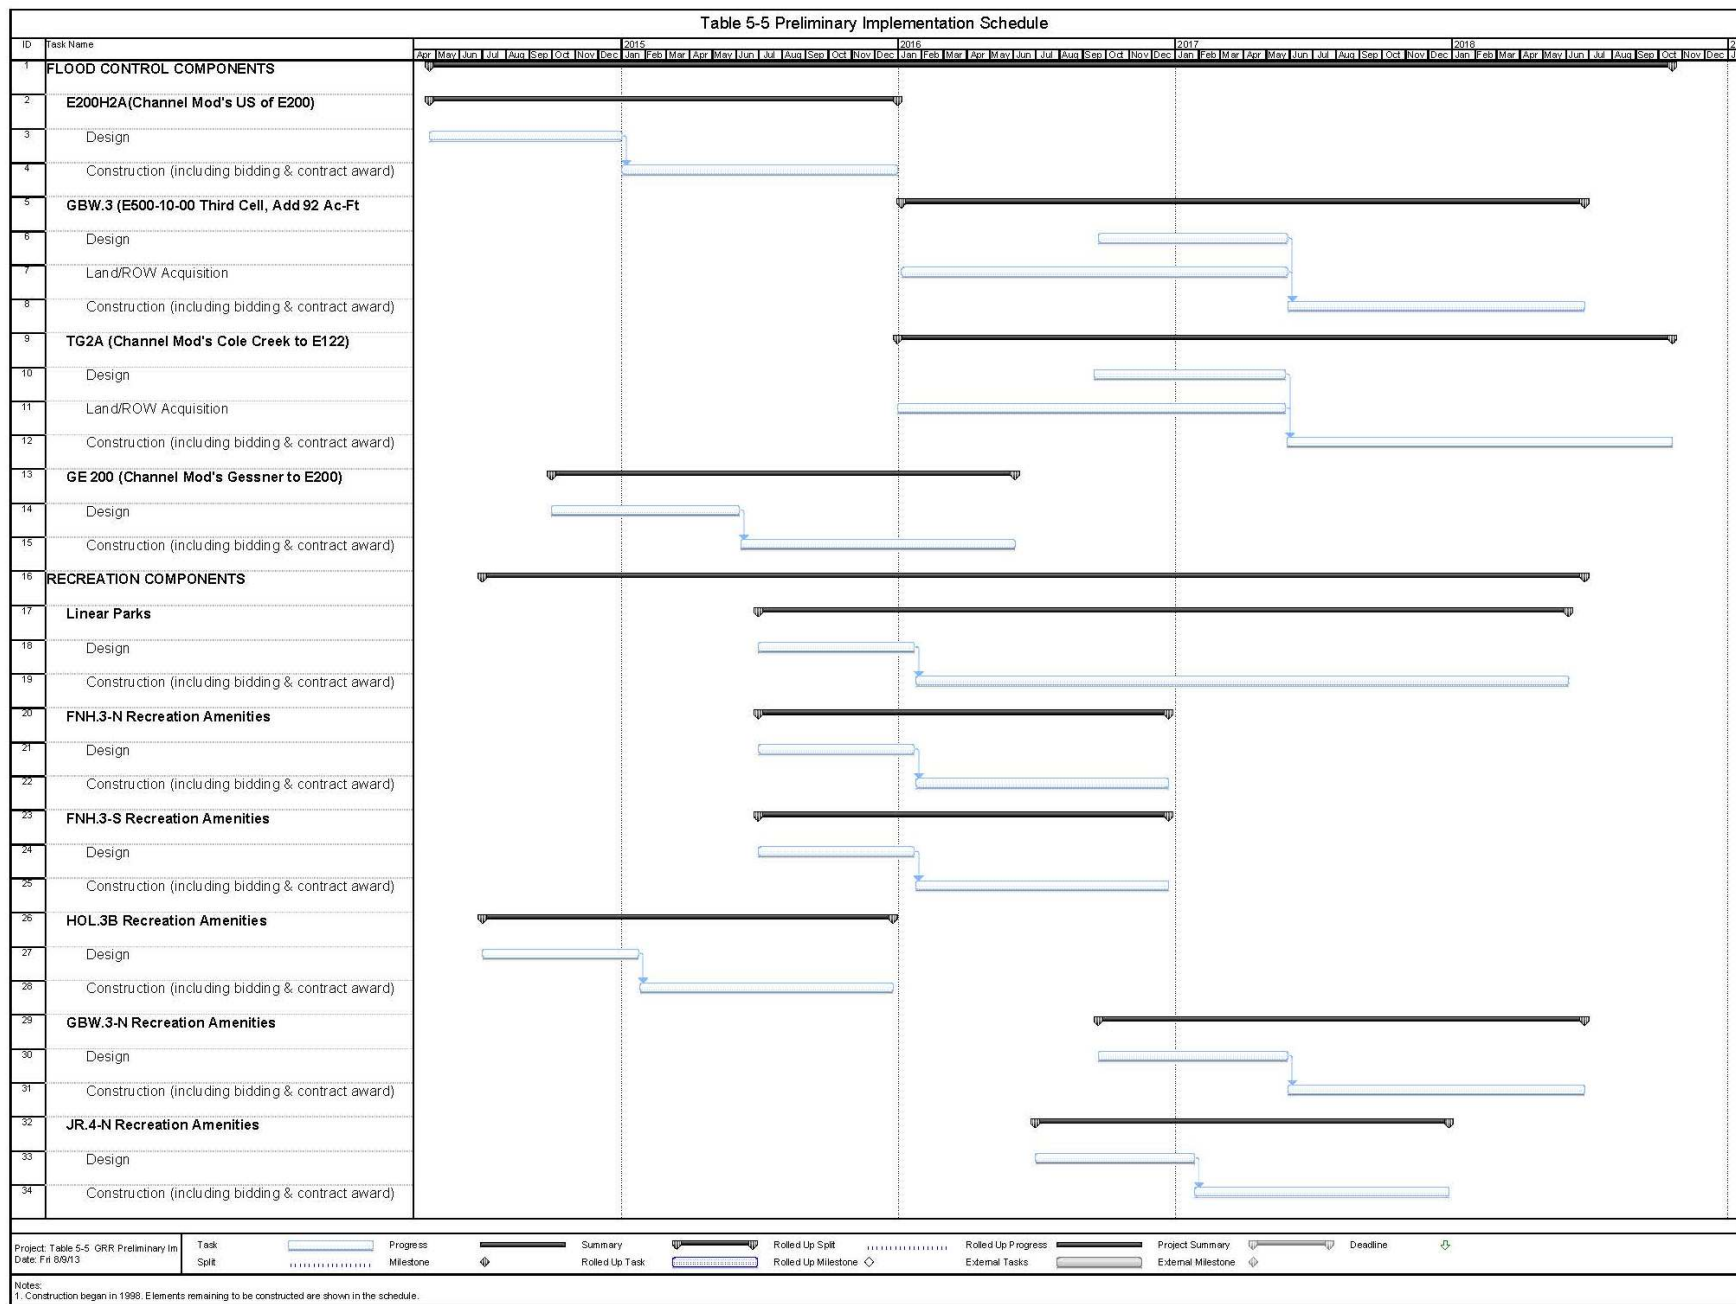 Table 5-5 Preliminary Implementation Schedule
ID Task Name 2015 2016 2017 2018 2
Apr May Jun Jul Aug Sep Oct Nov Dec Jan Feb Mar Apr May Jun Jul Aug Sep Oct Nov Dec Jan Feb Mar Apr May Jun Jul Aug Sep Oct Nov Dec Jan Feb Mar Apr May Jun Jul Aug Sep Oct Nov Dec Jan Feb Mar Apr May Jun Jul Aug Sep Oct Nov Dec J
1 FLOOD CONTROL COMPONENTS
2 E200H2A(Channel Mod's US of E200)
3 Design
4 Construction (including bidding & contract award)
5 GBW.3 (E500-10-00 Third Cell, Add 92 Ac-Ft
6 Design
7 Land/ROW Acquisition
8 Construction (including bidding & contract award)
9 TG2A (Channel Mod's Cole Creek to E122)
10 Design
11 Land/ROW Acquisition
12 Construction (including bidding & contract award)
13 GE 200 (Channel Mod's Gessner to E200)
14 Design
15 Construction (including bidding & contract award)
16 RECREATION COMPONENTS
17 Linear Parks
18 Design
19 Construction (including bidding & contract award)
20 FNH.3-N Recreation Amenities
21 Design
22 Construction (including bidding & contract award)
23 FNH.3-S Recreation Amenities
24 Design
25 Construction (including bidding & contract award)
26 HOL.3B Recreation Amenities
27 Design
28 Construction (including bidding & contract award)
29 GBW.3-N Recreation Amenities
30 Design
31 Construction (including bidding & contract award)
32 JR.4-N Recreation Amenities
33 Design
34 Construction (including bidding & contract award)
Project: Table 5-5 GRR Preliminary Im
Date: Fri 8/9/13
Task Progress Summary Rolled Up Split Rolled Up Progress Project Summary Deadline
Split Milestone Rolled Up Task Rolled Up Milestone External Tasks External Milestone
Notes:
1. Construction began in 1998. Elements remaining to be constructed are shown in the schedule.